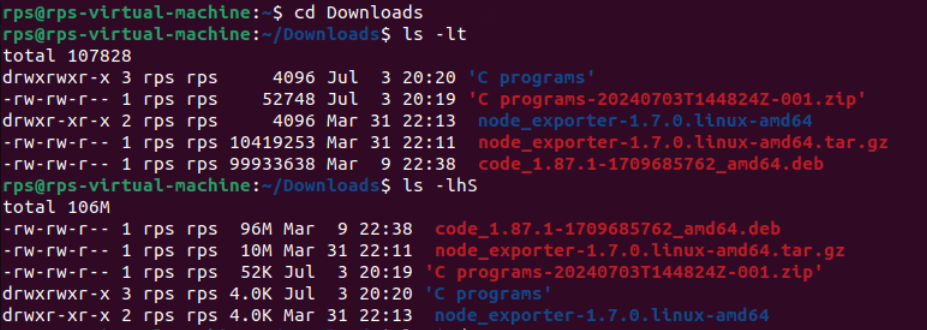 rps@rps-virtual-machine:~$ cd Downloads
rps@rps-virtual-machine:~/Downloads$ ls -lt
total 107828
drwxrwxr-x 3 rps rps     4096 Jul  3 20:20 'C programs'
-rw-rw-r-- 1 rps rps    52748 Jul  3 20:19 'C programs-20240703T144824Z-001.zip'
drwxr-xr-x 2 rps rps     4096 Mar 31 22:13  node_exporter-1.7.0.linux-amd64
-rw-rw-r-- 1 rps rps 10419253 Mar 31 22:11  node_exporter-1.7.0.linux-amd64.tar.gz
-rw-rw-r-- 1 rps rps 99933638 Mar  9 22:38  code_1.87.1-1709685762_amd64.deb
rps@rps-virtual-machine:~/Downloads$ ls -lhS
total 106M
-rw-rw-r-- 1 rps rps  96M Mar  9 22:38  code_1.87.1-1709685762_amd64.deb
-rw-rw-r-- 1 rps rps  10M Mar 31 22:11  node_exporter-1.7.0.linux-amd64.tar.gz
-rw-rw-r-- 1 rps rps  52K Jul  3 20:19 'C programs-20240703T144824Z-001.zip'
drwxrwxr-x 3 rps rps 4.0K Jul  3 20:20 'C programs'
drwxr-xr-x 2 rps rps 4.0K Mar 31 22:13  node_exporter-1.7.0.linux-amd64